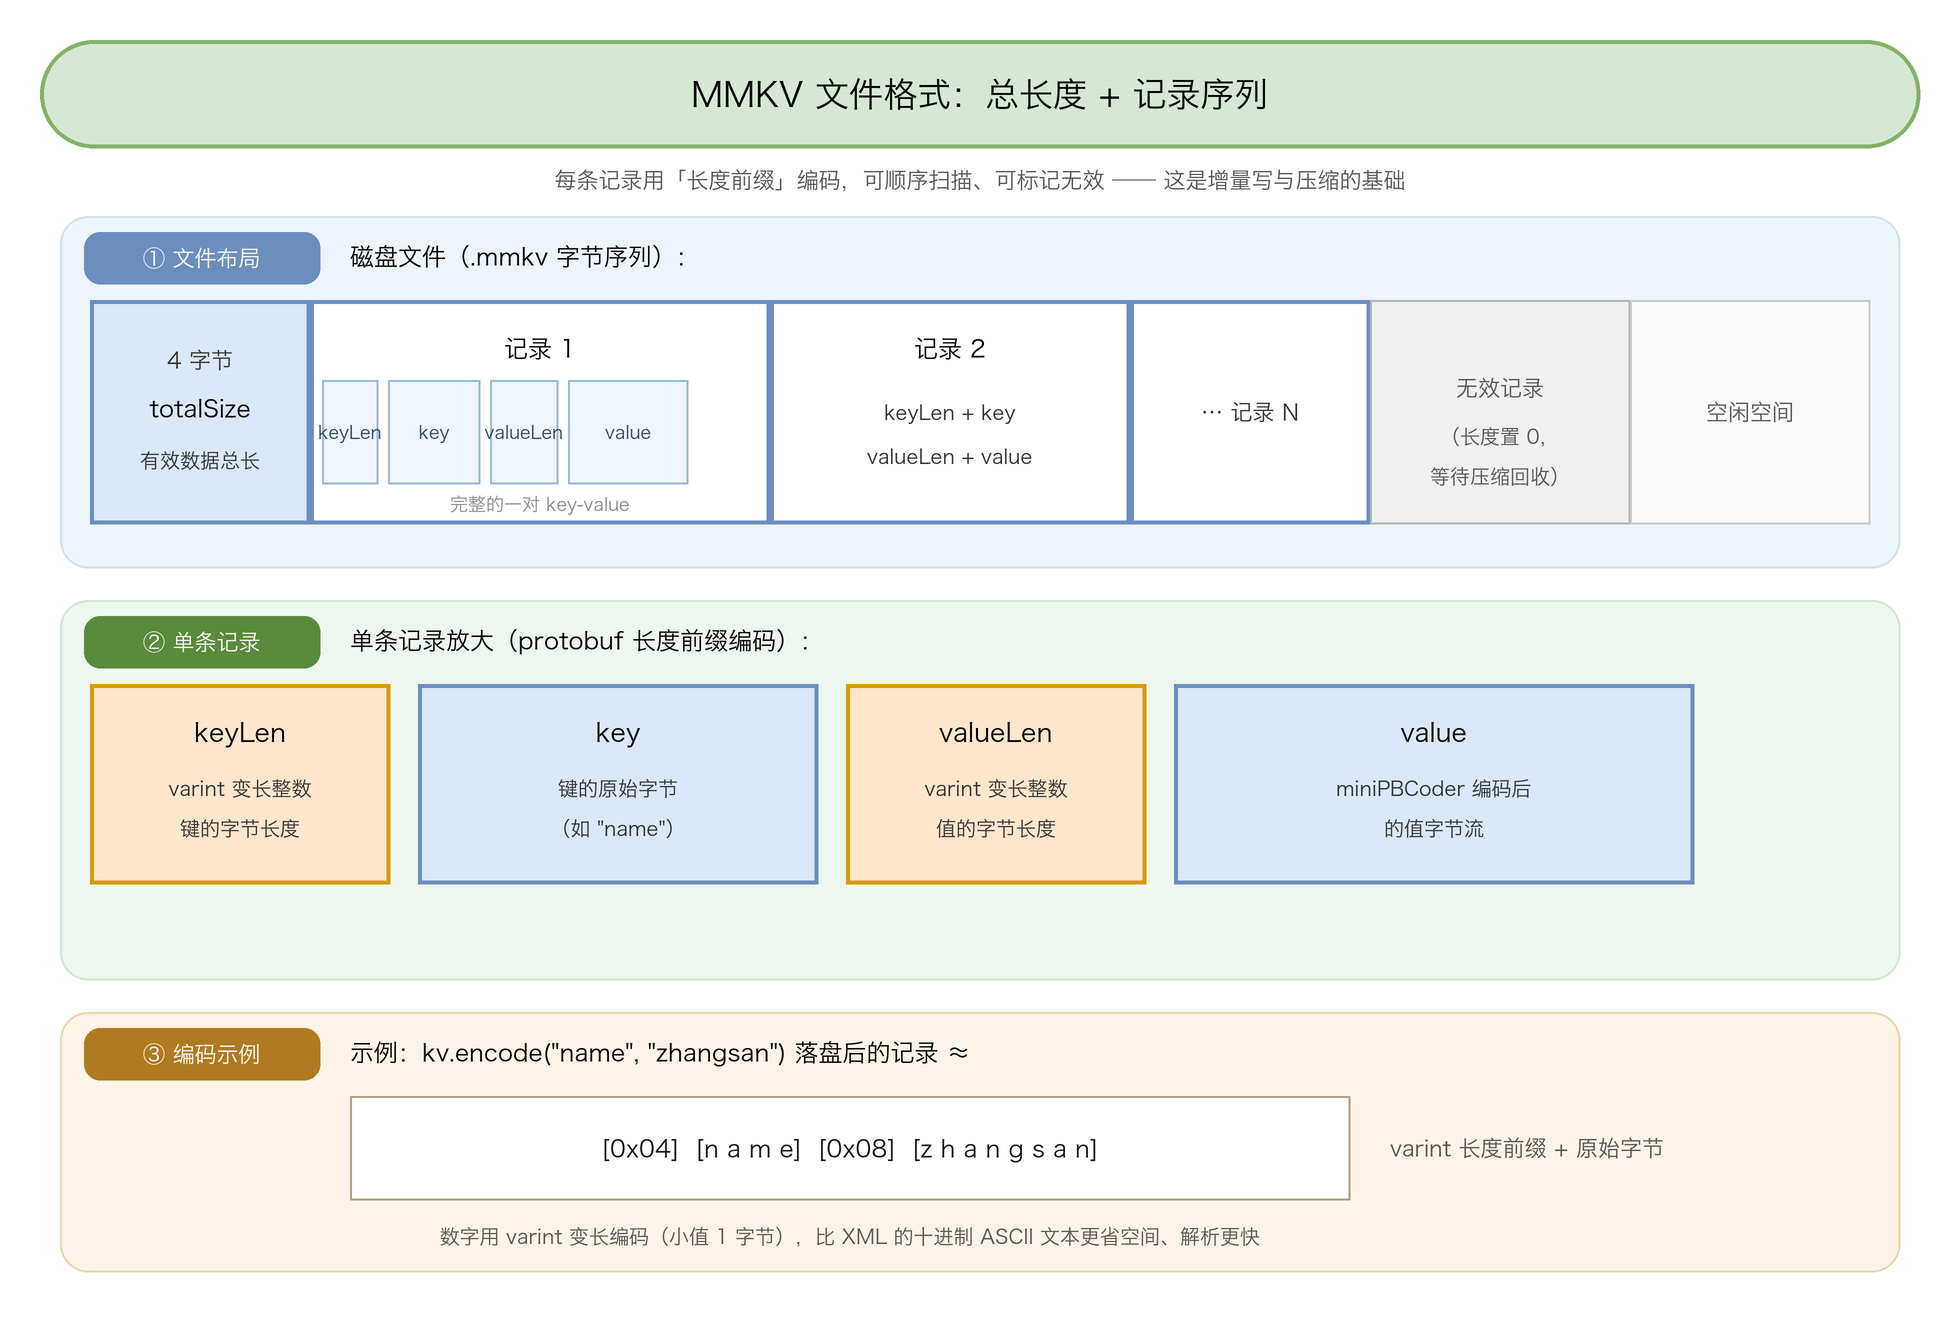 MMKV 文件格式：总长度 + 记录序列
每条记录用「长度前缀」编码，可顺序扫描、可标记无效 —— 这是增量写与压缩的基础
① 文件布局
磁盘文件（.mmkv 字节序列）：
4 字节
totalSize
有效数据总长
记录 1
keyLen
key
valueLen
value
完整的一对 key-value
记录 2
keyLen + key
valueLen + value
… 记录 N
无效记录
（长度置 0,
等待压缩回收）
空闲空间
② 单条记录
单条记录放大（protobuf 长度前缀编码）：
keyLen
varint 变长整数
键的字节长度
key
键的原始字节
（如 "name"）
valueLen
varint 变长整数
值的字节长度
value
miniPBCoder 编码后
的值字节流
③ 编码示例
示例：kv.encode("name", "zhangsan") 落盘后的记录 ≈
[0x04] [n a m e] [0x08] [z h a n g s a n]
varint 长度前缀 + 原始字节
数字用 varint 变长编码（小值 1 字节），比 XML 的十进制 ASCII 文本更省空间、解析更快